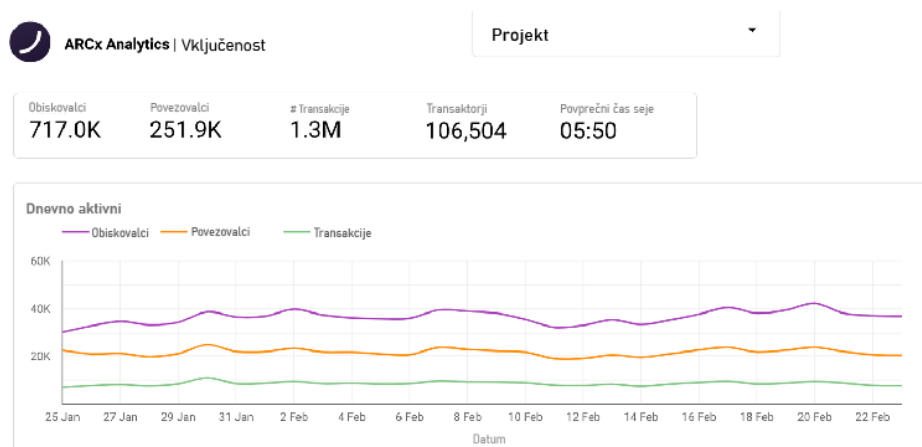 ARCx Analytics | Vključenost
Projekt
Obiskovalci Povezovalci # Transakcije Transaktorji Povprečni čas seje
717.0K 251.9K 1.3M 106,504 05:50
Dnevno aktivni
Obiskovalci Povezovalci Transakcije
60K
40K
20K
25 Jan 27 Jan 29 Jan 31 Jan 2 Feb 4 Feb 6 Feb 8 Feb 10 Feb 12 Feb 14 Feb 16 Feb 18 Feb 20 Feb 22 Feb
Datum